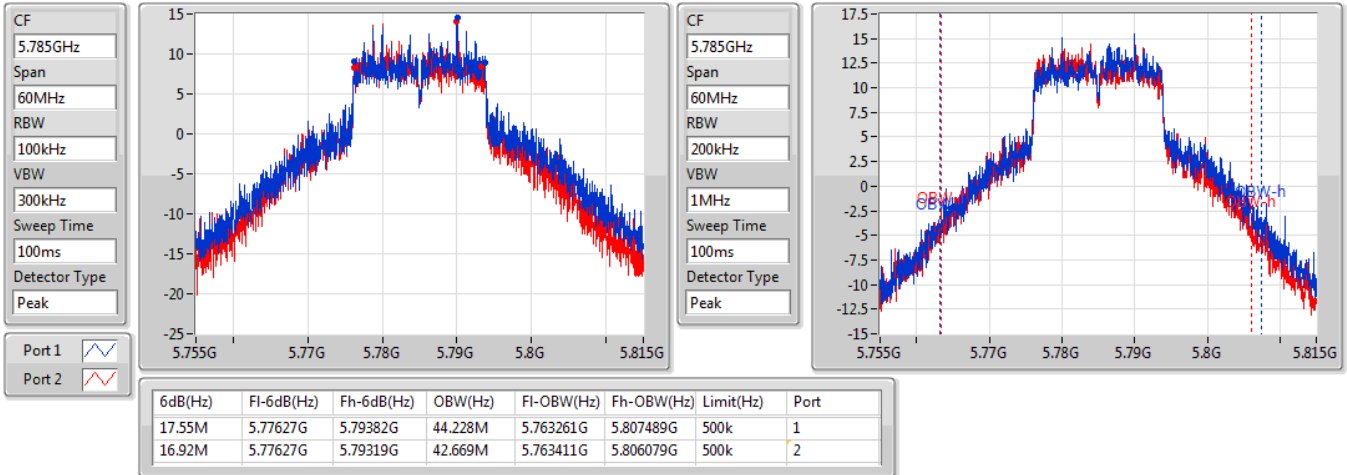 CF
5.785GHz
Span
60MHz
RBW
100kHz
VBW
300kHz
Sweep Time
100ms
Detector Type
Peak
Port 1
Port 2
15
10
5
0
-5
-10
-15
-20
-25
5.755G 5.77G 5.78G 5.79G 5.8G 5.815G
CF
5.785GHz
Span
60MHz
RBW
200kHz
VBW
1MHz
Sweep Time
100ms
Detector Type
Peak
17.5
15
12.5
10
7.5
5
2.5
0
-2.5
-5
-7.5
-10
-12.5
-15
OBW-h
OBW-h
5.755G 5.77G 5.78G 5.79G 5.8G 5.815G
6dB(Hz) Fl-6dB(Hz) Fh-6dB(Hz) OBW(Hz) Fl-OBW(Hz) Fh-OBW(Hz) Limit(Hz) Port
17.55M 5.77627G 5.79382G 44.228M 5.763261G 5.807489G 500k 1
16.92M 5.77627G 5.79319G 42.669M 5.763411G 5.806079G 500k 2